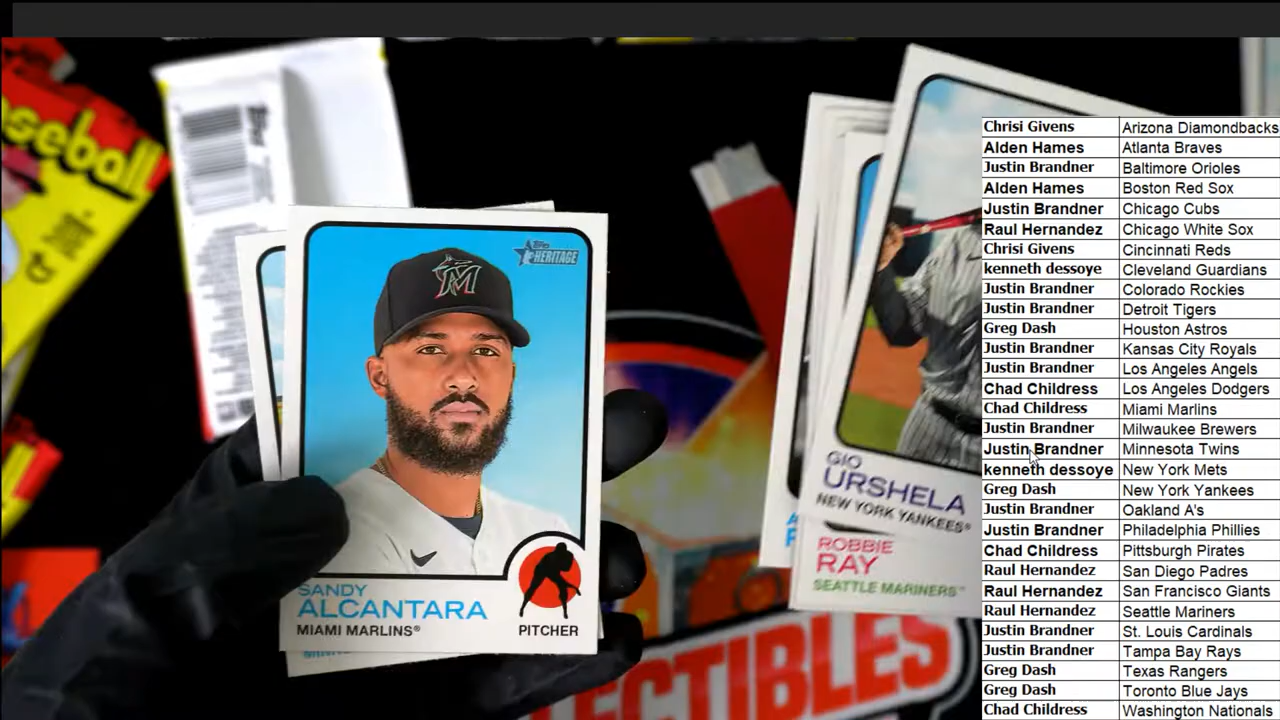 seball
Topps
HERITAGE
SANDY
ALCANTARA
MIAMI MARLINS®
PITCHER
GIO
URSHELA
NEW YORK YANKEES®
ROBBIE
RAY
SEATTLE MARINERS™
CTIBLES
Chrisi Givens Arizona Diamondbacks
Alden Hames Atlanta Braves
Justin Brandner Baltimore Orioles
Alden Hames Boston Red Sox
Justin Brandner Chicago Cubs
Raul Hernandez Chicago White Sox
Chrisi Givens Cincinnati Reds
kenneth dessoye Cleveland Guardians
Justin Brandner Colorado Rockies
Justin Brandner Detroit Tigers
Greg Dash Houston Astros
Justin Brandner Kansas City Royals
Justin Brandner Los Angeles Angels
Chad Childress Los Angeles Dodgers
Chad Childress Miami Marlins
Justin Brandner Milwaukee Brewers
Justin Brandner Minnesota Twins
kenneth dessoye New York Mets
Greg Dash New York Yankees
Justin Brandner Oakland A's
Justin Brandner Philadelphia Phillies
Chad Childress Pittsburgh Pirates
Raul Hernandez San Diego Padres
Raul Hernandez San Francisco Giants
Raul Hernandez Seattle Mariners
Justin Brandner St. Louis Cardinals
Justin Brandner Tampa Bay Rays
Greg Dash Texas Rangers
Greg Dash Toronto Blue Jays
Chad Childress Washington Nationals